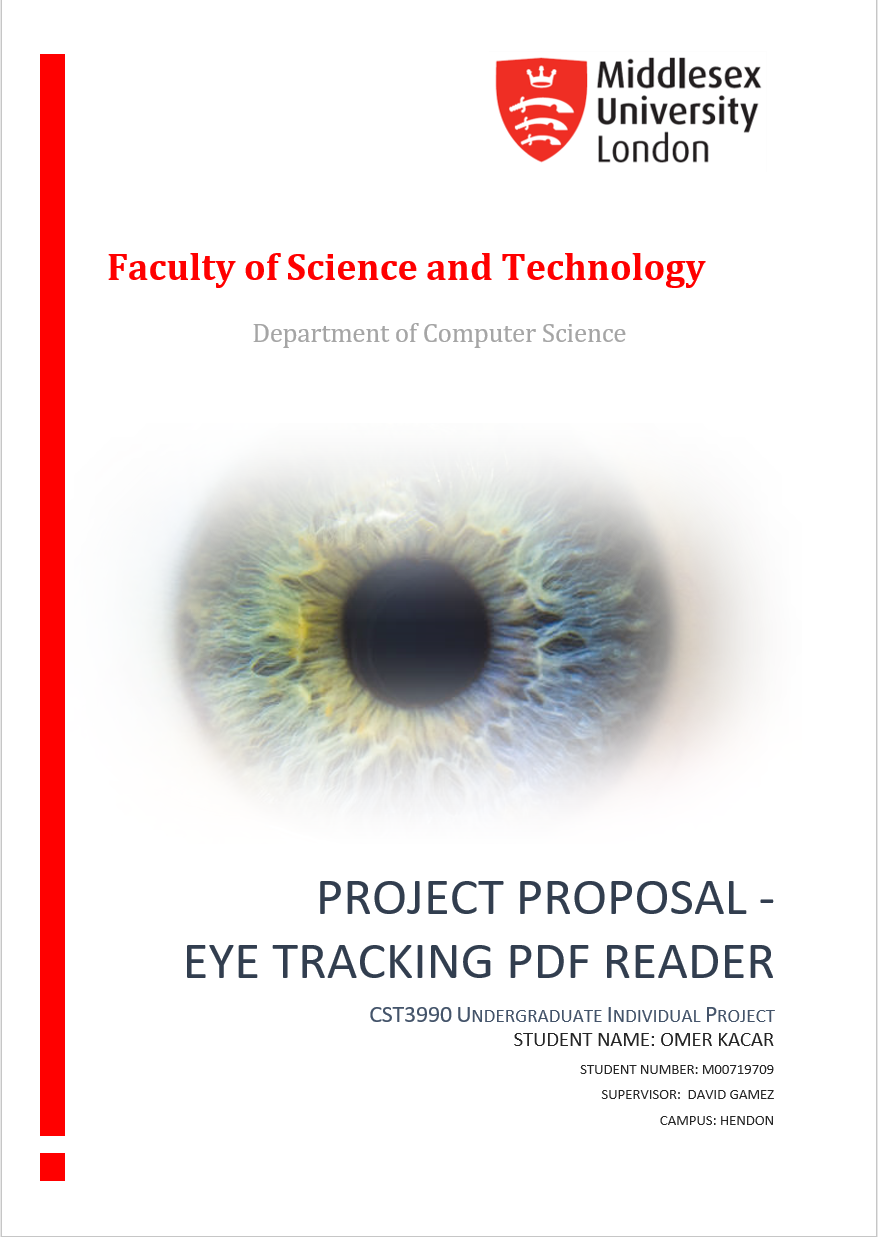 Middlesex
University
London
Faculty of Science and Technology
Department of Computer Science
PROJECT PROPOSAL -
EYE TRACKING PDF READER
CST3990 UNDERGRADUATE INDIVIDUAL PROJECT
STUDENT NAME: OMER KACAR
STUDENT NUMBER: M00719709
SUPERVISOR: DAVID GAMEZ
CAMPUS: HENDON